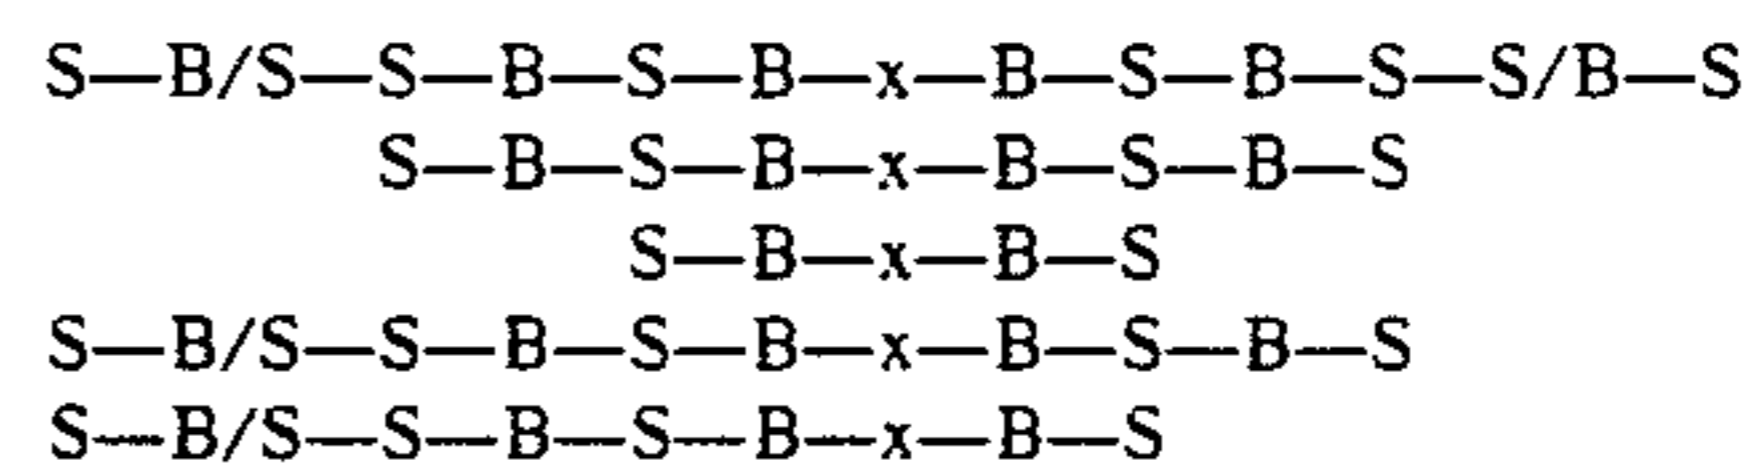 S—B/S—S—B—S—B—x—B—S—B—S—S/B—S
S—B—S—B—x—B—S—B—S
S—B—x—B—S
S—B/S—S—B—S—B—x—B—S—B—S
S—B/S—S—B—S—B—x—B—S